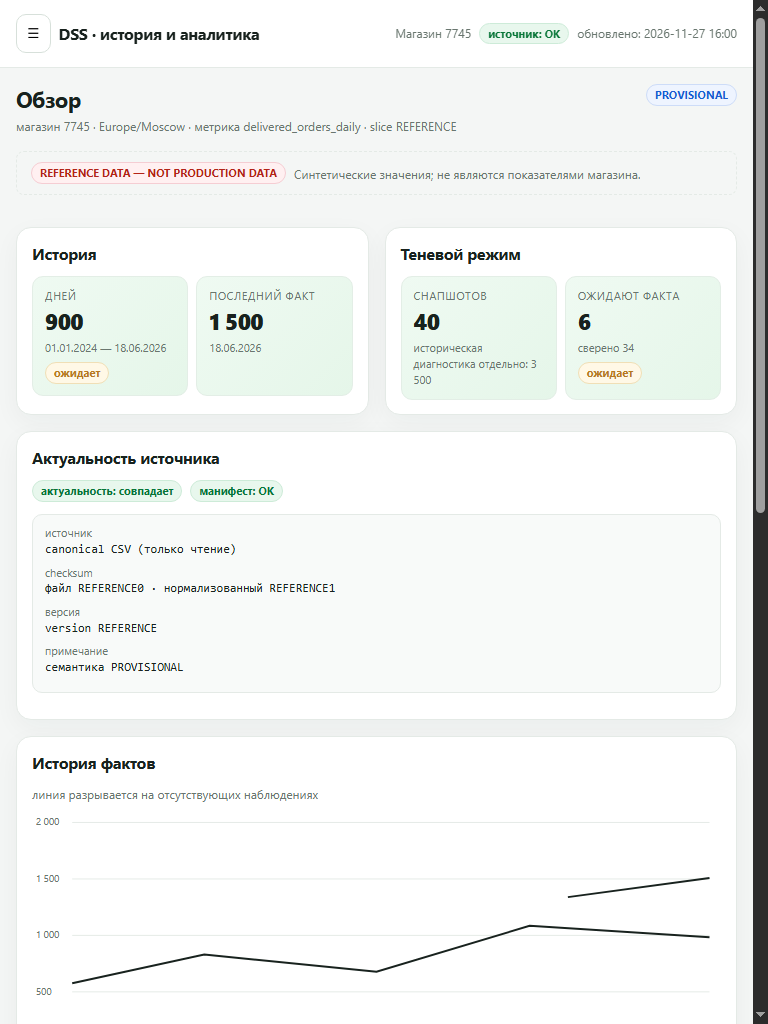 ☰ DSS · история и аналитика
Магазин 7745 источник: OK обновлено: 2026-11-27 16:00
Обзор
PROVISIONAL
магазин 7745 · Europe/Moscow · метрика delivered_orders_daily · slice REFERENCE
REFERENCE DATA — NOT PRODUCTION DATA Синтетические значения; не являются показателями магазина.
История
ДНЕЙ
900
01.01.2024 — 18.06.2026
ожидает
ПОСЛЕДНИЙ ФАКТ
1 500
18.06.2026
Теневой режим
СНАПШОТОВ
40
историческая
диагностика отдельно: 3
500
ОЖИДАЮТ ФАКТА
6
сверено 34
ожидает
Актуальность источника
актуальность: совпадает манифест: OK
источник
canonical CSV (только чтение)
checksum
файл REFERENCE0 · нормализованный REFERENCE1
версия
version REFERENCE
примечание
семантика PROVISIONAL
История фактов
линия разрывается на отсутствующих наблюдениях
2 000
1 500
1 000
500